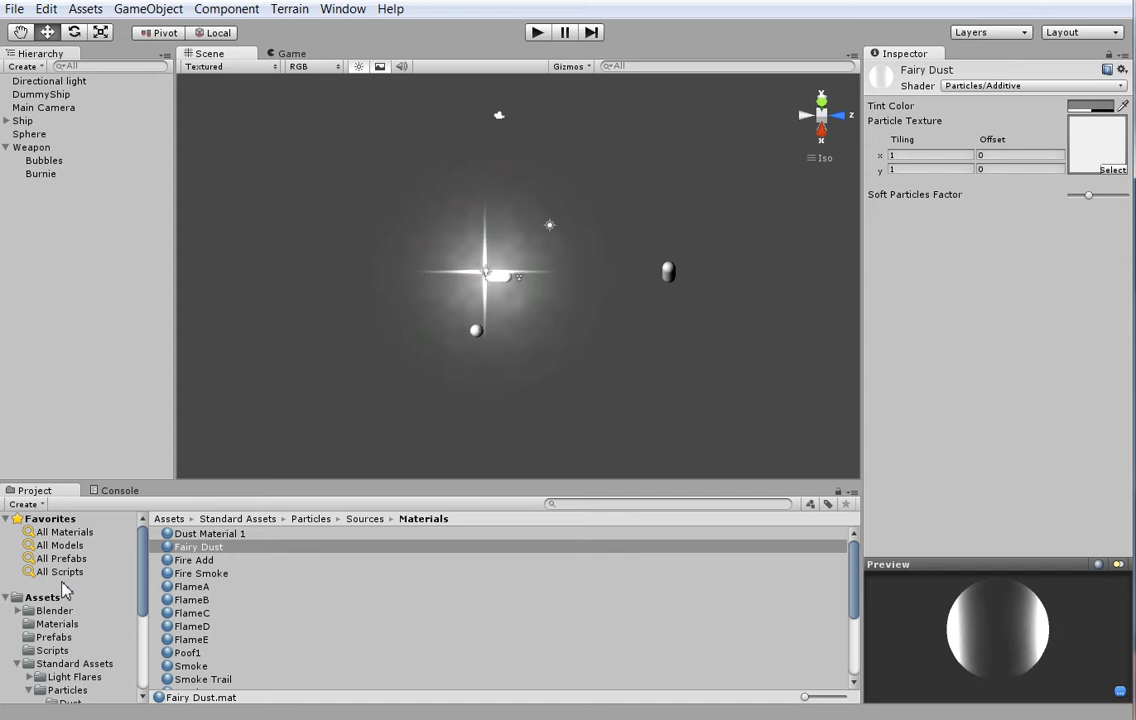 File Edit Assets GameObject Component Terrain Window Help
Pivot Local Layers Layout
Hierarchy Scene Game Inspector
Create All Textured RGB Gizmos All
Fairy Dust
Shader Particles/Additive
Directional light
DummyShip
Main Camera
Ship
Sphere
Weapon
Bubbles
Burnie
y
z
x
Iso
Tint Color
Particle Texture
Tiling Offset
x 1 0
y 1 0
Select
Soft Particles Factor
Project Console
Create
Favorites
All Materials
All Models
All Prefabs
All Scripts
Assets
Blender
Materials
Prefabs
Scripts
Standard Assets
Light Flares
Particles
Dust
Assets Standard Assets Particles Sources Materials
Dust Material 1
Fairy Dust
Fire Add
Fire Smoke
FlameA
FlameB
FlameC
FlameD
FlameE
Poof1
Smoke
Smoke Trail
Fairy Dust.mat
Preview